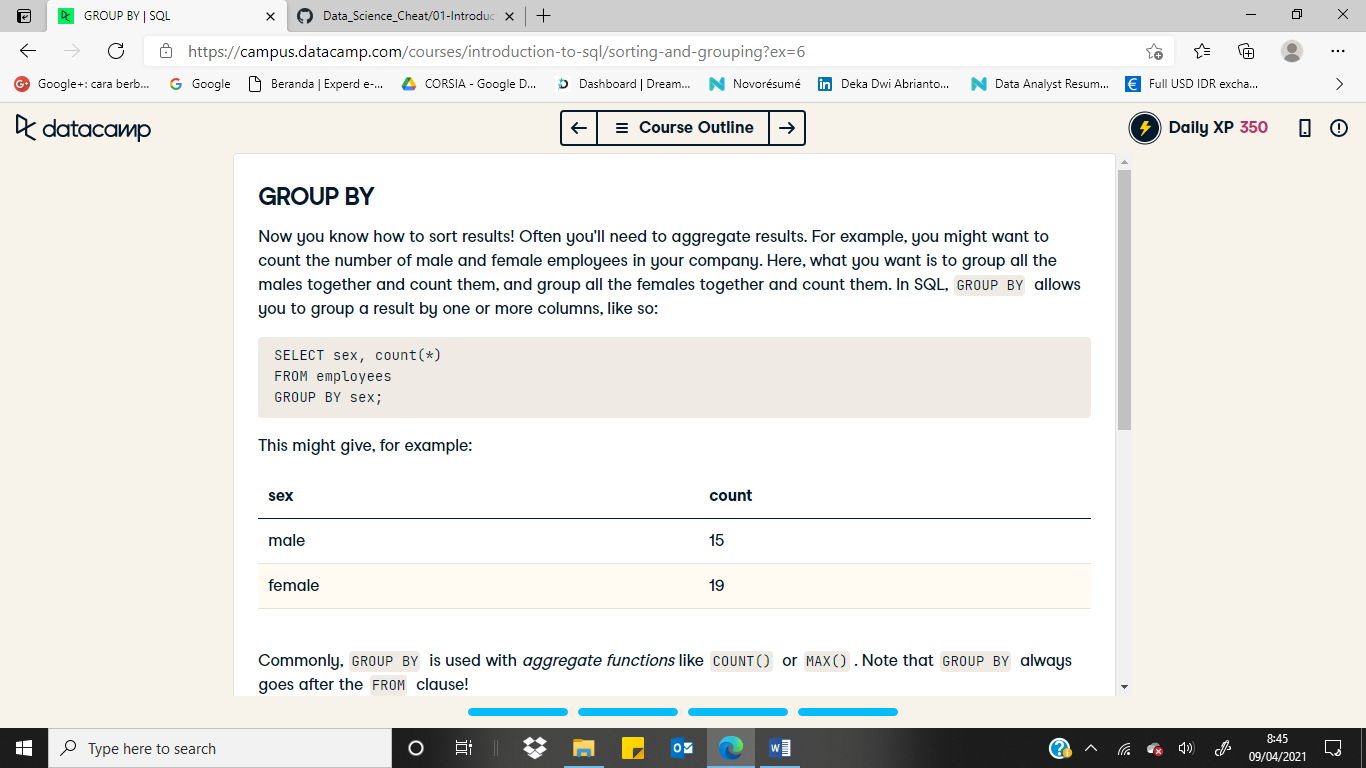 GROUP BY | SQL
Data_Science_Cheat/01-Introduc
https://campus.datacamp.com/courses/introduction-to-sql/sorting-and-grouping?ex=6
Google+: cara berb...
Google
Beranda | Experd e-...
CORSIA - Google D...
Dashboard | Dream...
Novorésumé
Deka Dwi Abrianto...
Data Analyst Resum...
Full USD IDR excha...
datacamp
Course Outline
Daily XP 350
GROUP BY
Now you know how to sort results! Often you'll need to aggregate results. For example, you might want to
count the number of male and female employees in your company. Here, what you want is to group all the
males together and count them, and group all the females together and count them. In SQL, GROUP BY allows
you to group a result by one or more columns, like so:
SELECT sex, count(*)
FROM employees
GROUP BY sex;
This might give, for example:
sex count
male 15
female 19
Commonly, GROUP BY is used with aggregate functions like COUNT() or MAX() . Note that GROUP BY always
goes after the FROM clause!
Type here to search
8:45
09/04/2021